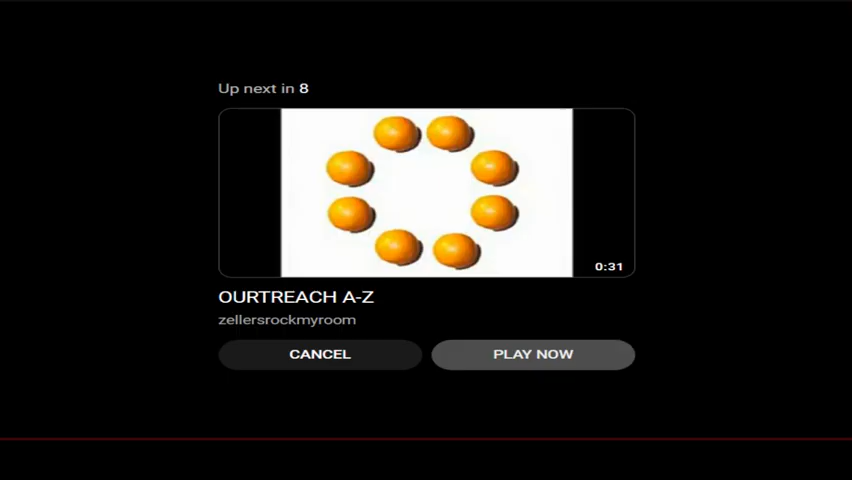 Up next in 8
0:31
OURTREACH A-Z
zellersrockmyroom
CANCEL
PLAY NOW